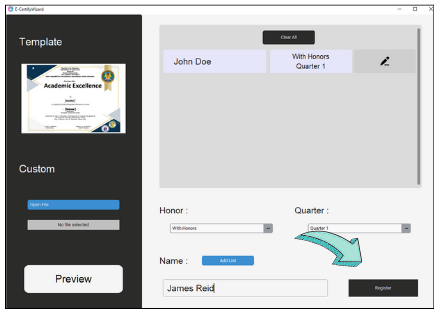 E-CertifyWizard
Template
Academic Excellence
Custom
Open File
No file selected
Preview
Clear All
John Doe
With Honors
Quarter 1
Honor :
Quarter :
With Honors
Quarter 1
Name :
Add List
James Reid
Register